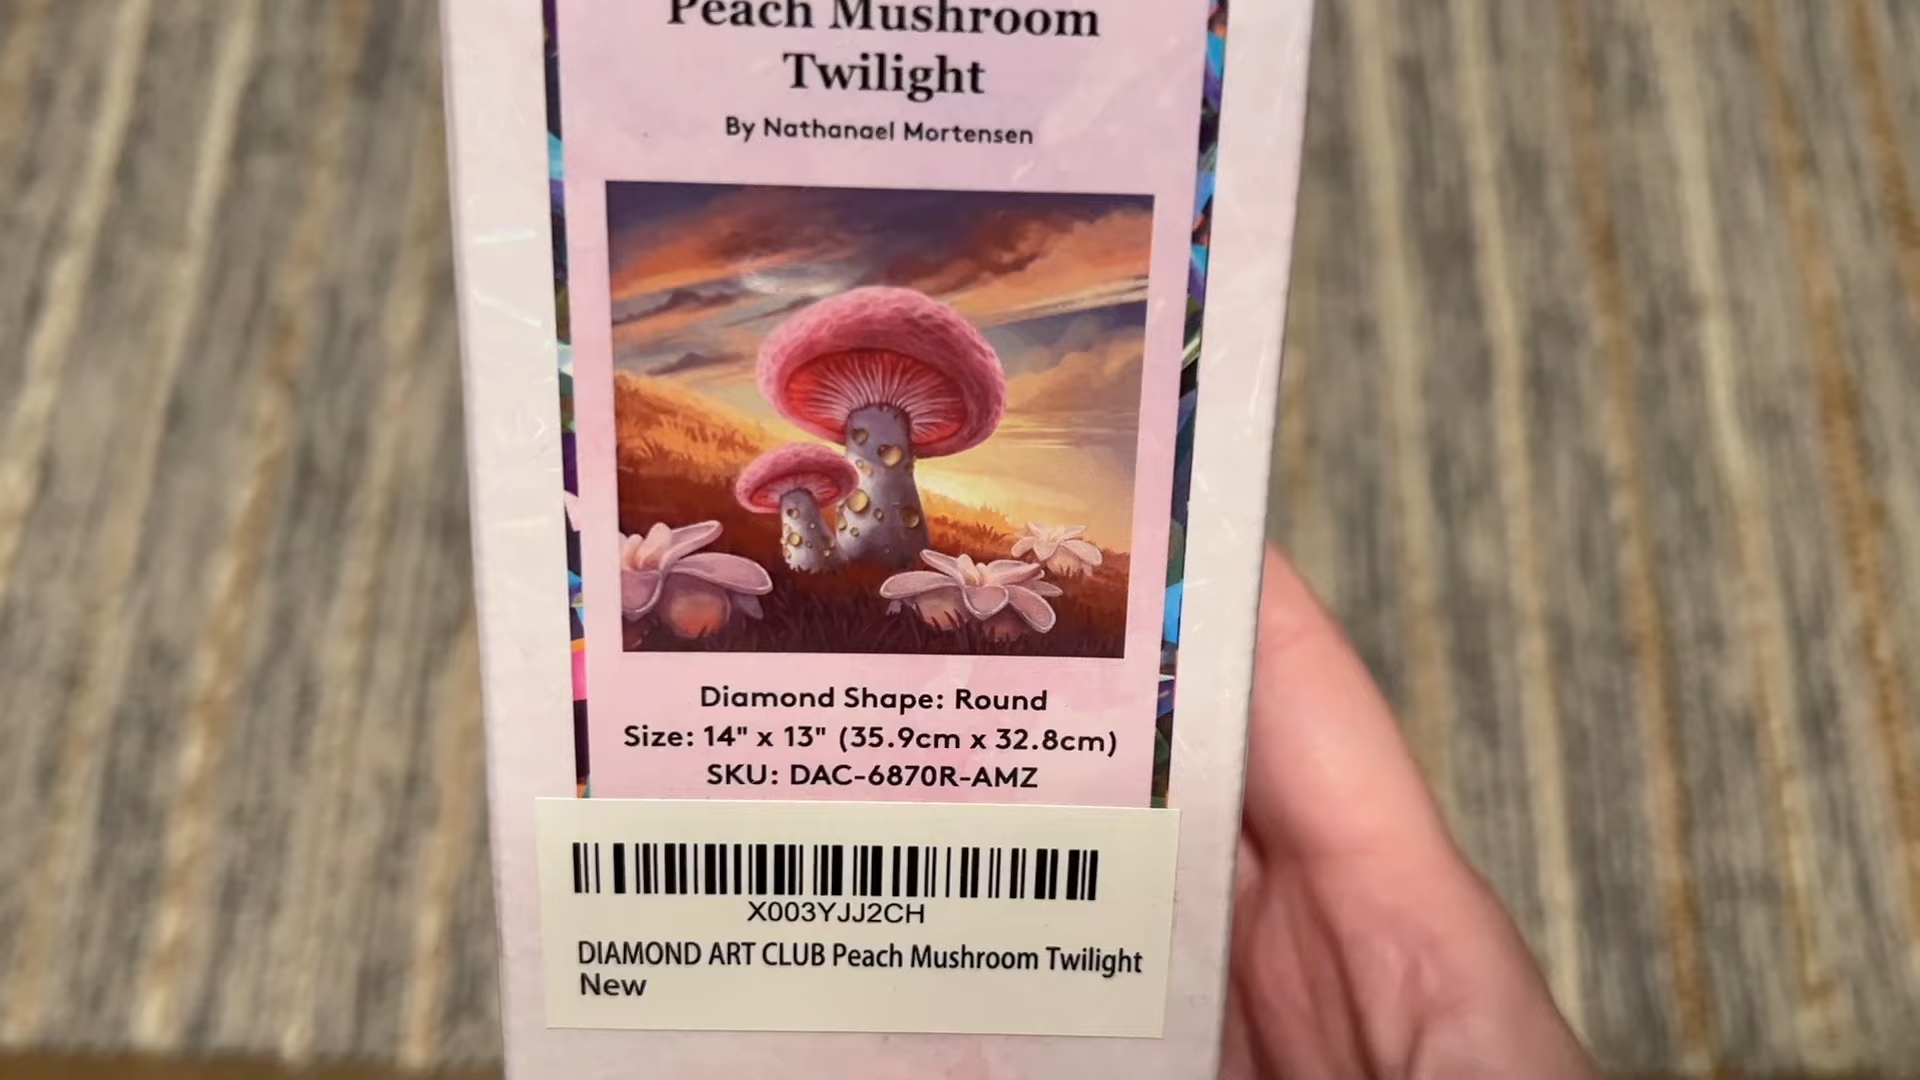 Peach Mushroom
Twilight
By Nathanael Mortensen
Diamond Shape: Round
Size: 14" x 13" (35.9cm x 32.8cm)
SKU: DAC-6870R-AMZ
X003YJJ2CH
DIAMOND ART CLUB Peach Mushroom Twilight
New